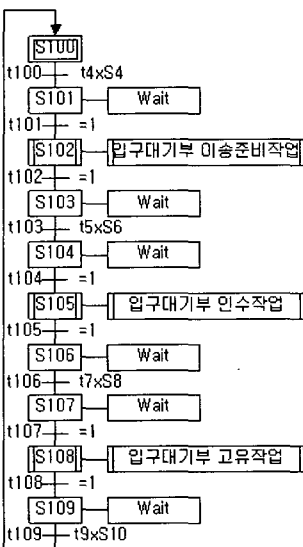 S100
t100 t4xS4
S101 Wait
t101 =1
S102 입구대기부 이송준비작업
t102 =1
S103 Wait
t103 t5xS6
S104 Wait
t104 =1
S105 입구대기부 인수작업
t105 =1
S106 Wait
t106 t7xS8
S107 Wait
t107 =1
S108 입구대기부 고유작업
t108 =1
S109 Wait
t109 t9xS10